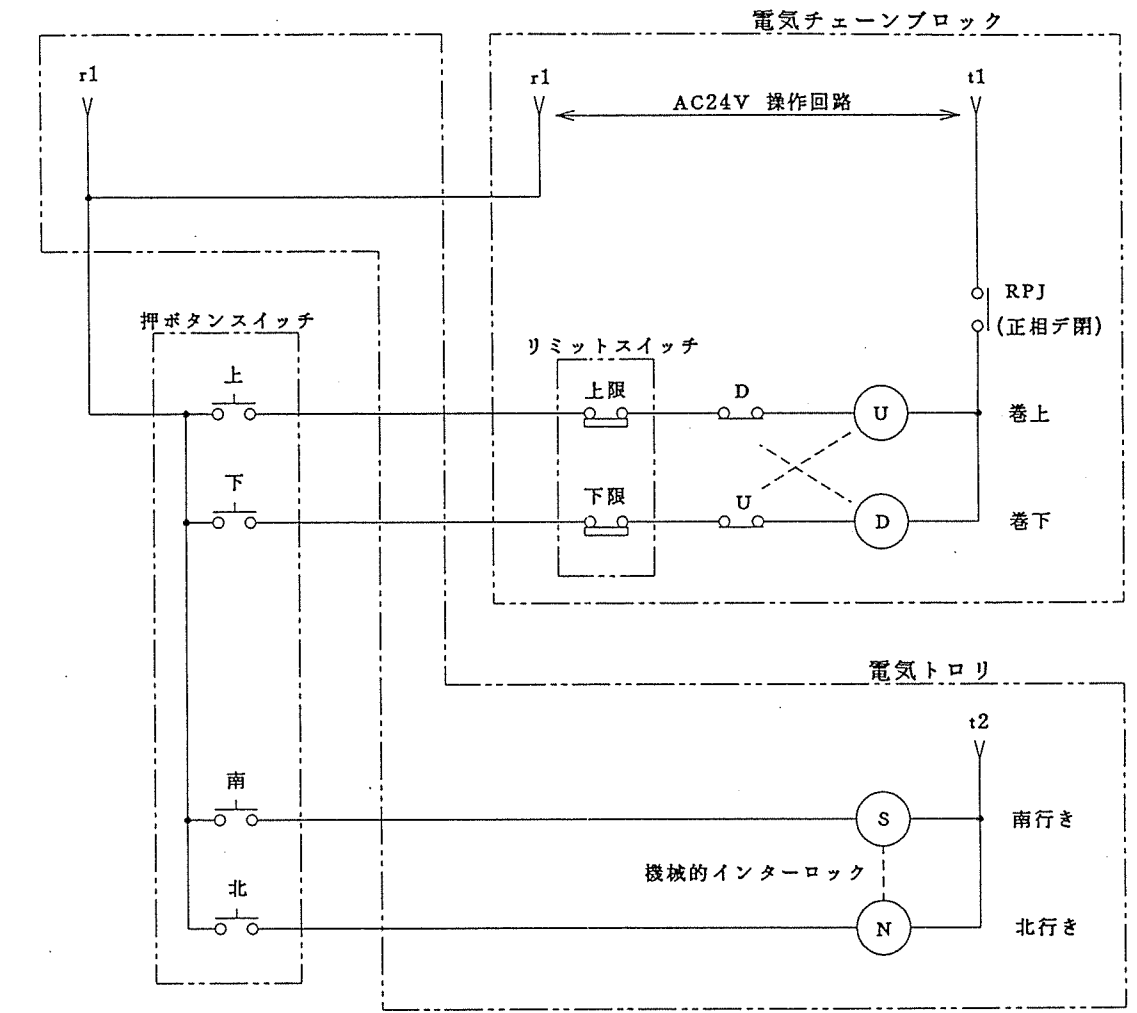 電気チェーンブロック
r1
r1
t1
AC24V 操作回路
RPJ
(正相デ閉)
押ボタンスイッチ
リミットスイッチ
上
上限
D
U
巻上
下
下限
U
D
巻下
電気トロリ
t2
南
S
南行き
機械的インターロック
北
N
北行き